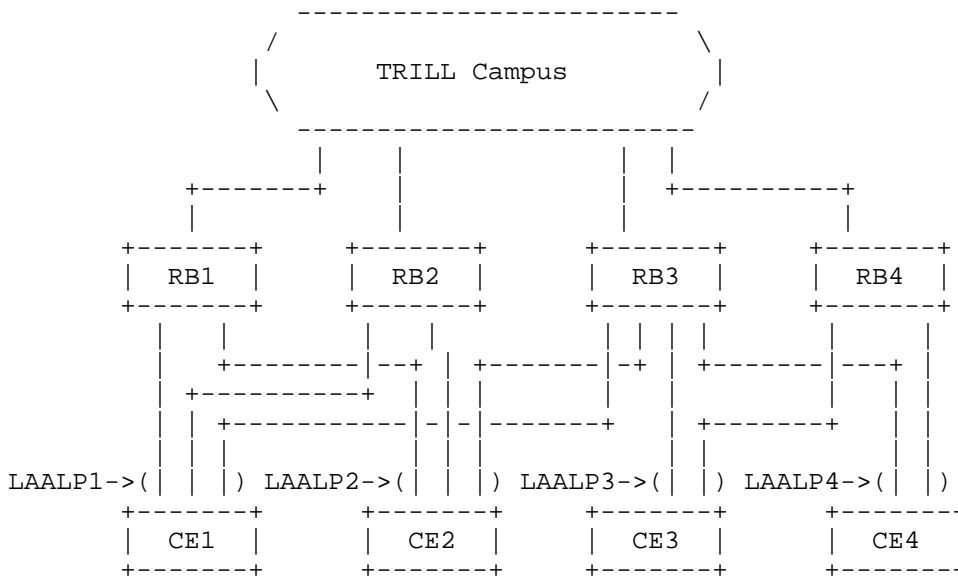 TRILL Campus
RB1 RB2 RB3 RB4
LAALP1->( ) LAALP2->( ) LAALP3->( ) LAALP4->( )
CE1 CE2 CE3 CE4